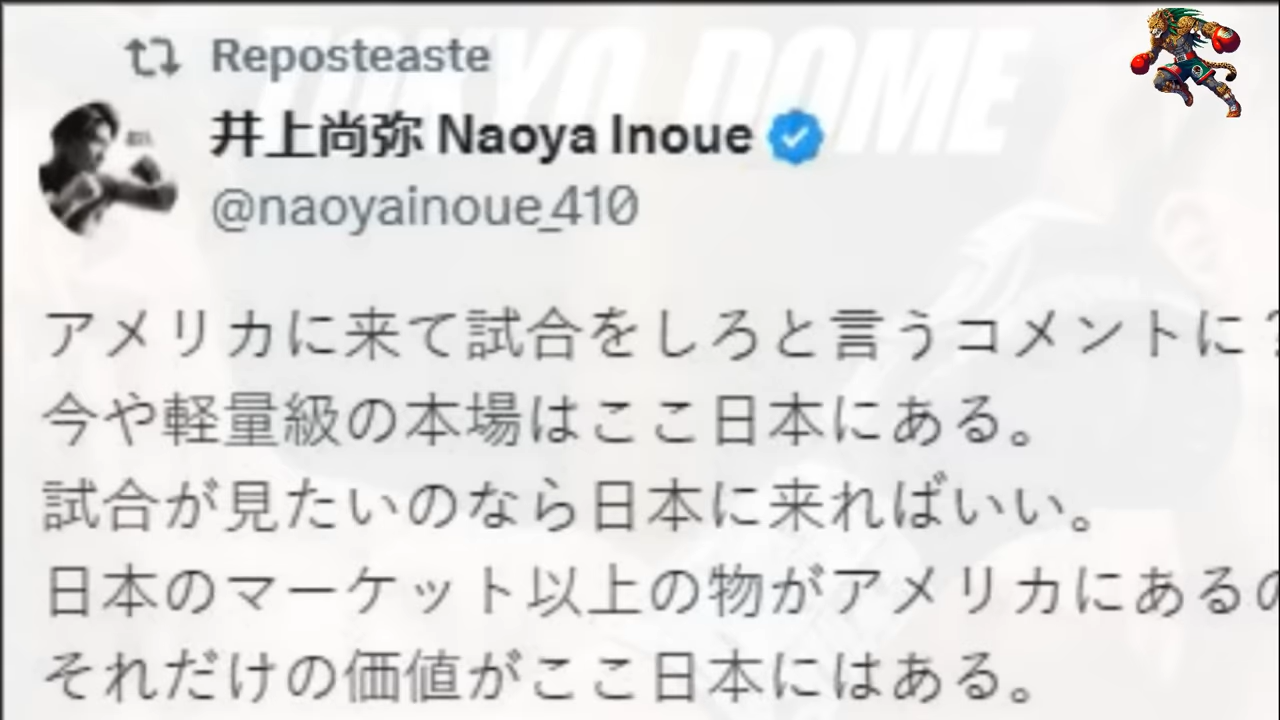 TOKYO DOME
Reposteaste
井上尚弥 Naoya Inoue
@naoyainoue_410
アメリカに来て試合をしろと言うコメントに？
今や軽量級の本場はここ日本にある。
試合が見たいのなら日本に来ればいい。
日本のマーケット以上の物がアメリカにあるの
それだけの価値がここ日本にはある。